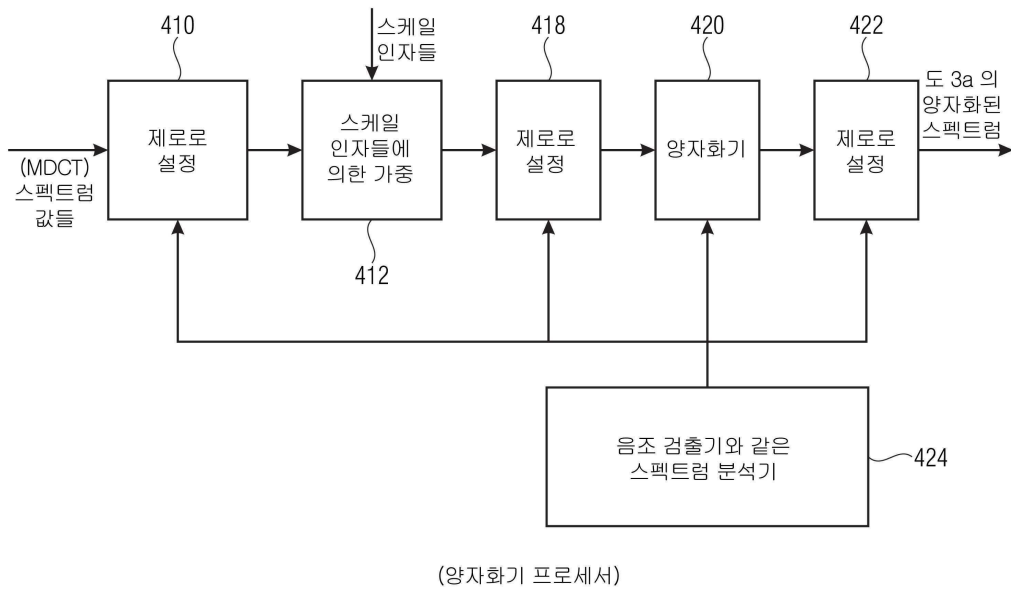 410
스케일
인자들
418
420
422
(MDCT)
스펙트럼
값들
제로로
설정
스케일
인자들에
의한 가중
제로로
설정
양자화기
제로로
설정
도 3a 의
양자화된
스펙트럼
412
음조 검출기와 같은
스펙트럼 분석기
424
(양자화기 프로세서)